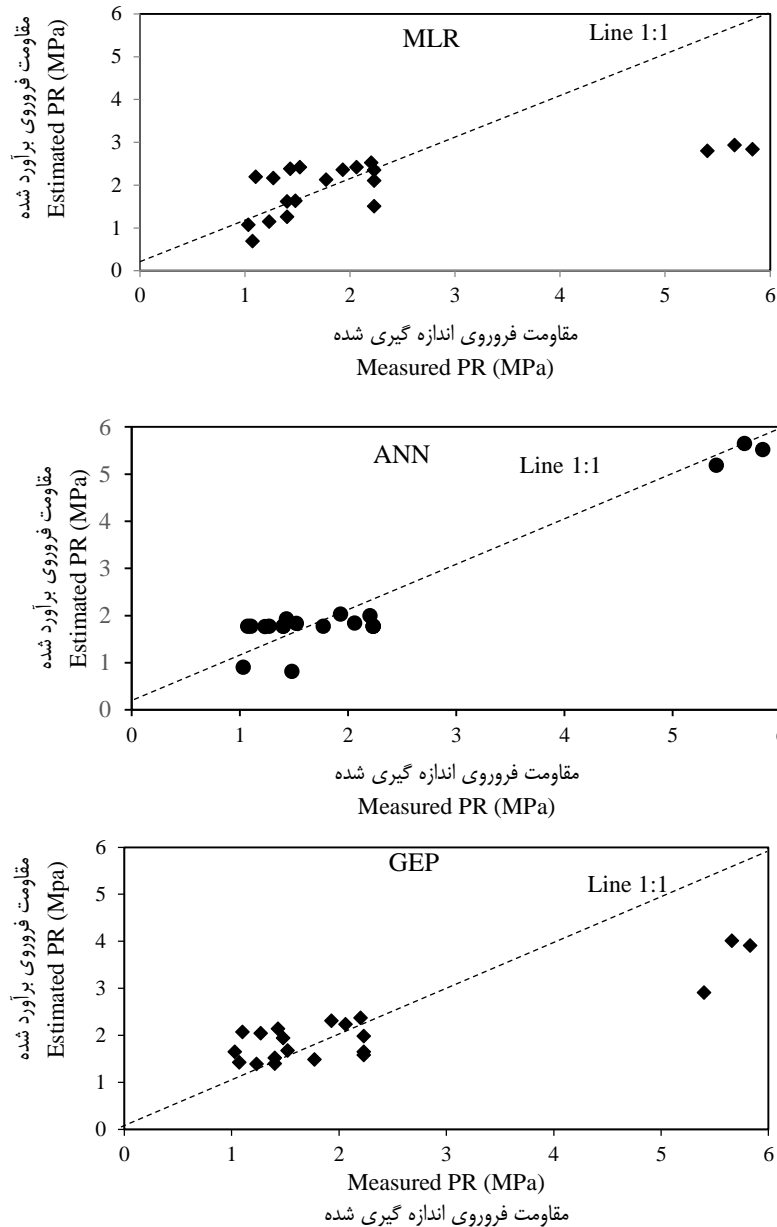 MLR
Line 1:1
6
5
4
3
2
1
0
0 1 2 3 4 5 6
مقاومت فروروی برآورد شده
Estimated PR (MPa)
مقاومت فروروی اندازه گیری شده
Measured PR (MPa)
ANN
Line 1:1
6
5
4
3
2
1
0
0 1 2 3 4 5 6
مقاومت فروروی برآورد شده
Estimated PR (MPa)
مقاومت فروروی اندازه گیری شده
Measured PR (MPa)
GEP
Line 1:1
6
5
4
3
2
1
0
0 1 2 3 4 5 6
مقاومت فروروی برآورد شده
Estimated PR (Mpa)
Measured PR (MPa)
مقاومت فروروی اندازه گیری شده